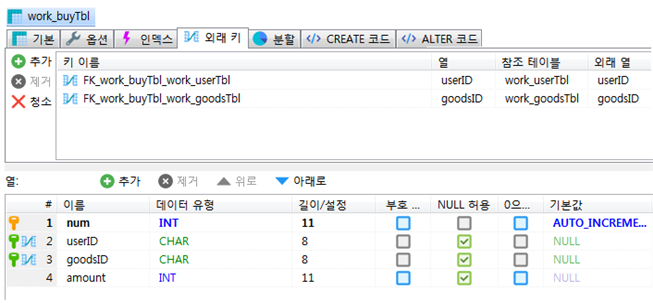 work_buyTbl
기본 옵션 인덱스 외래 키 분할 CREATE 코드 ALTER 코드
추가 키 이름 열 참조 테이블 외래 열
제거 FK_work_buyTbl_work_userTbl userID work_userTbl userID
청소 FK_work_buyTbl_work_goodsTbl goodsID work_goodsTbl goodsID
열: 추가 제거 위로 아래로
# 이름 데이터 유형 길이/설정 부호 ... NULL 허용 0으... 기본값
1 num INT 11 AUTO_INCREME...
2 userID CHAR 8 NULL
3 goodsID CHAR 8 NULL
4 amount INT 11 NULL